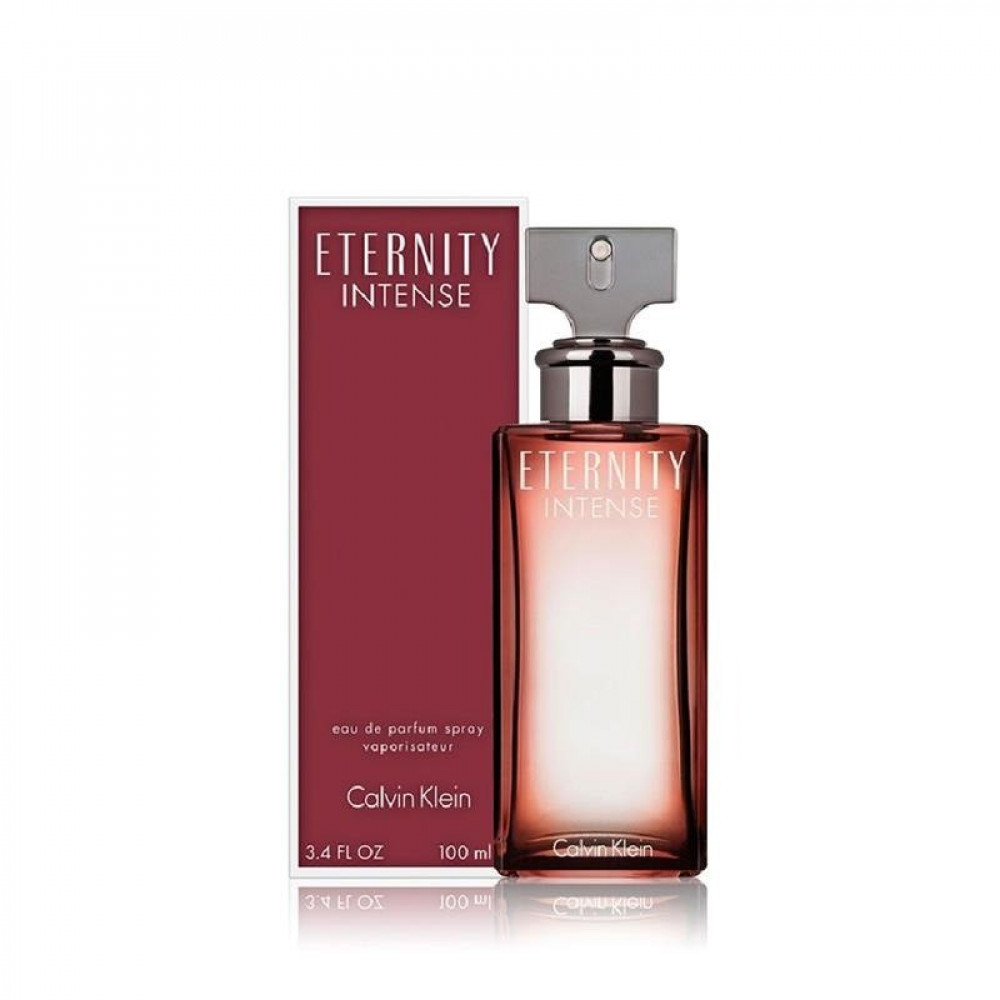 ETERNITY
INTENSE
eau de parfum spray
vaporisateur
Calvin Klein
3.4 FL OZ 100 ml
ETERNITY
INTENSE
Calvin Klein